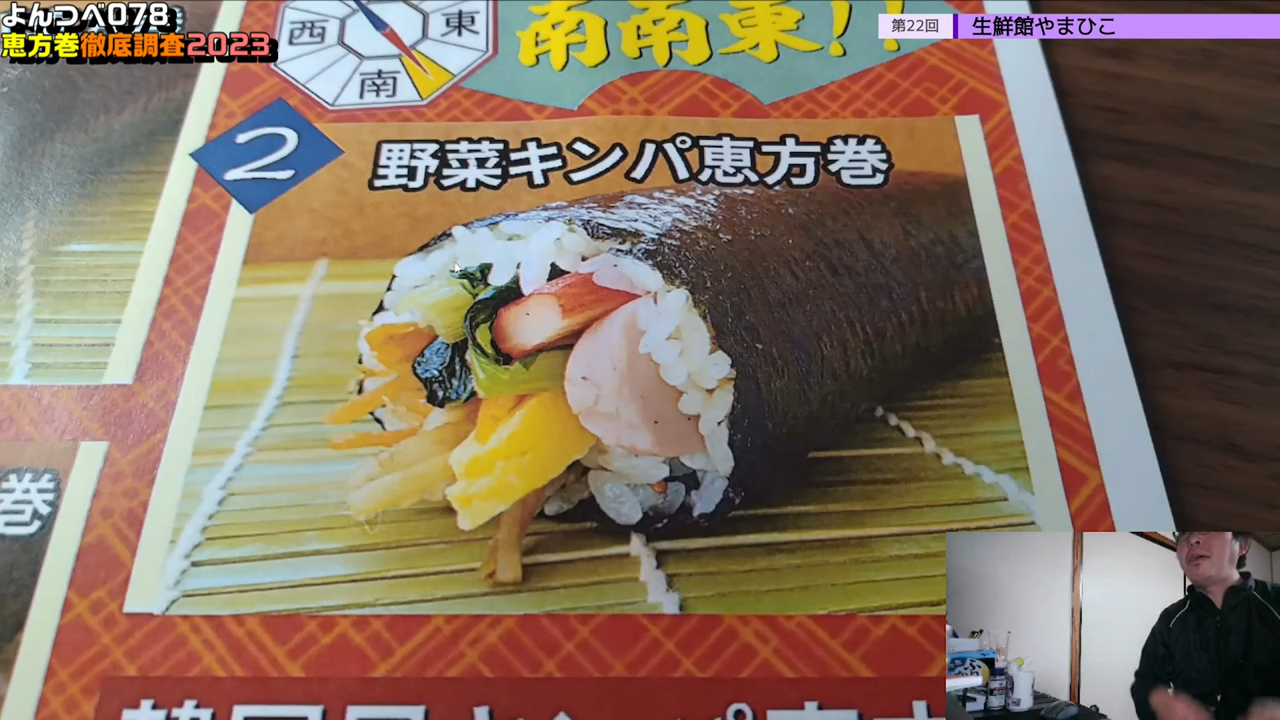 よんつべ078
恵方巻徹底調査2023
第22回
生鮮館やまひこ
西
東
南
南南東!!
2
野菜キンパ恵方巻
巻